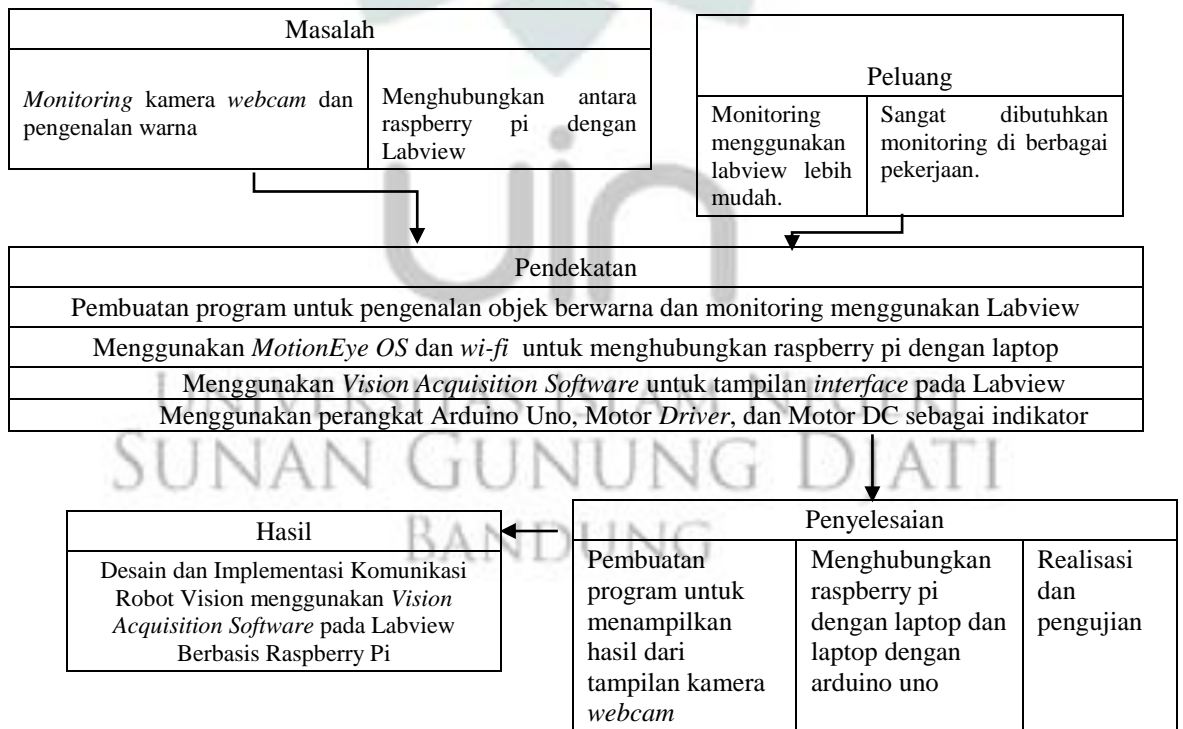 Masalah
Monitoring kamera webcam dan
pengenalan warna
Menghubungkan antara
raspberry pi dengan
Labview
Peluang
Monitoring
menggunakan
labview lebih
mudah.
Sangat dibutuhkan
monitoring di berbagai
pekerjaan.
uin
Pendekatan
Pembuatan program untuk pengenalan objek berwarna dan monitoring menggunakan Labview
Menggunakan MotionEye OS dan wi-fi untuk menghubungkan raspberry pi dengan laptop
Menggunakan Vision Acquisition Software untuk tampilan interface pada Labview
UNIVERSITAS ISLAM NEGERI
Menggunakan perangkat Arduino Uno, Motor Driver, dan Motor DC sebagai indikator
SUNAN GUNUNG DJATI
BANDUNG
Hasil
Desain dan Implementasi Komunikasi
Robot Vision menggunakan Vision
Acquisition Software pada Labview
Berbasis Raspberry Pi
Penyelesaian
Pembuatan
program untuk
menampilkan
hasil dari
tampilan kamera
webcam
Menghubungkan
raspberry pi
dengan laptop dan
laptop dengan
arduino uno
Realisasi
dan
pengujian